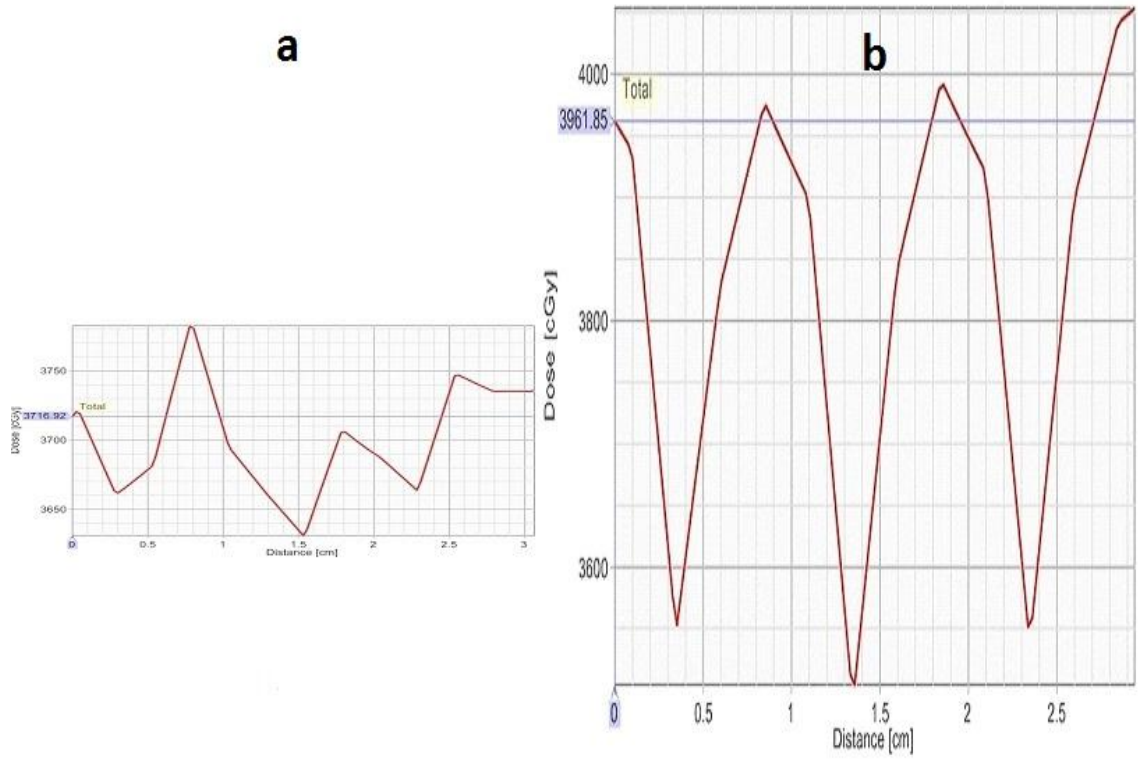 a
Dose [cGy]
3750
3716.92
Total
3700
3650
0 0.5 1 1.5 2 2.5 3
Distance [cm]
b
Dose [cGy]
4000
Total
3961.85
3800
3600
0 0.5 1 1.5 2 2.5
Distance [cm]